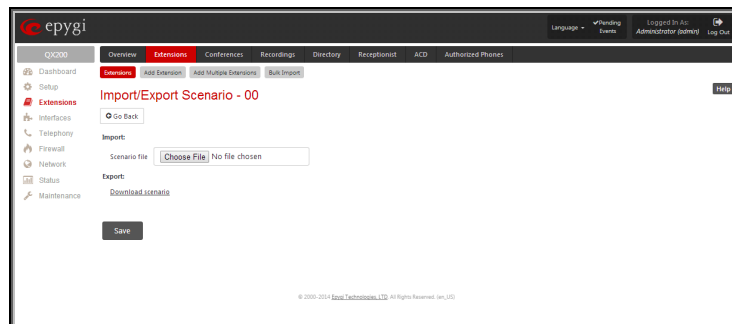 epygi
Language
Pending Events
Logged In As:
Administrator (admin)
Log Out
QX200
Overview Extensions Conferences Recordings Directory Receptionist ACD Authorized Phones
Dashboard
Setup
Extensions
Interfaces
Telephony
Firewall
Network
Status
Maintenance
Extensions Add Extension Add Multiple Extensions Bulk Import
Help
Import/Export Scenario - 00
Go Back
Import:
Scenario file Choose File No file chosen
Export:
Download scenario
Save
© 2000-2014 Epygi Technologies, LTD. All Rights Reserved. (en_US)